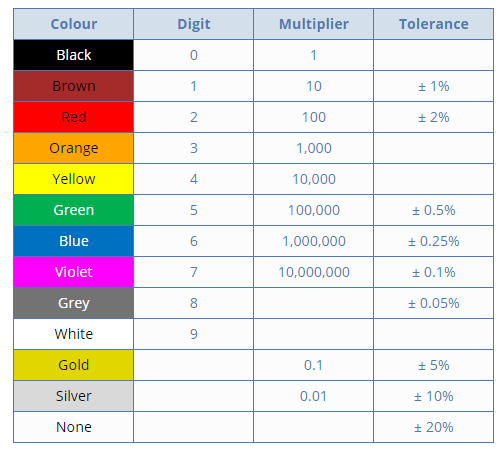 Colour Digit Multiplier Tolerance
Black 0 1
Brown 1 10 ± 1%
Red 2 100 ± 2%
Orange 3 1,000
Yellow 4 10,000
Green 5 100,000 ± 0.5%
Blue 6 1,000,000 ± 0.25%
Violet 7 10,000,000 ± 0.1%
Grey 8 ± 0.05%
White 9
Gold 0.1 ± 5%
Silver 0.01 ± 10%
None ± 20%